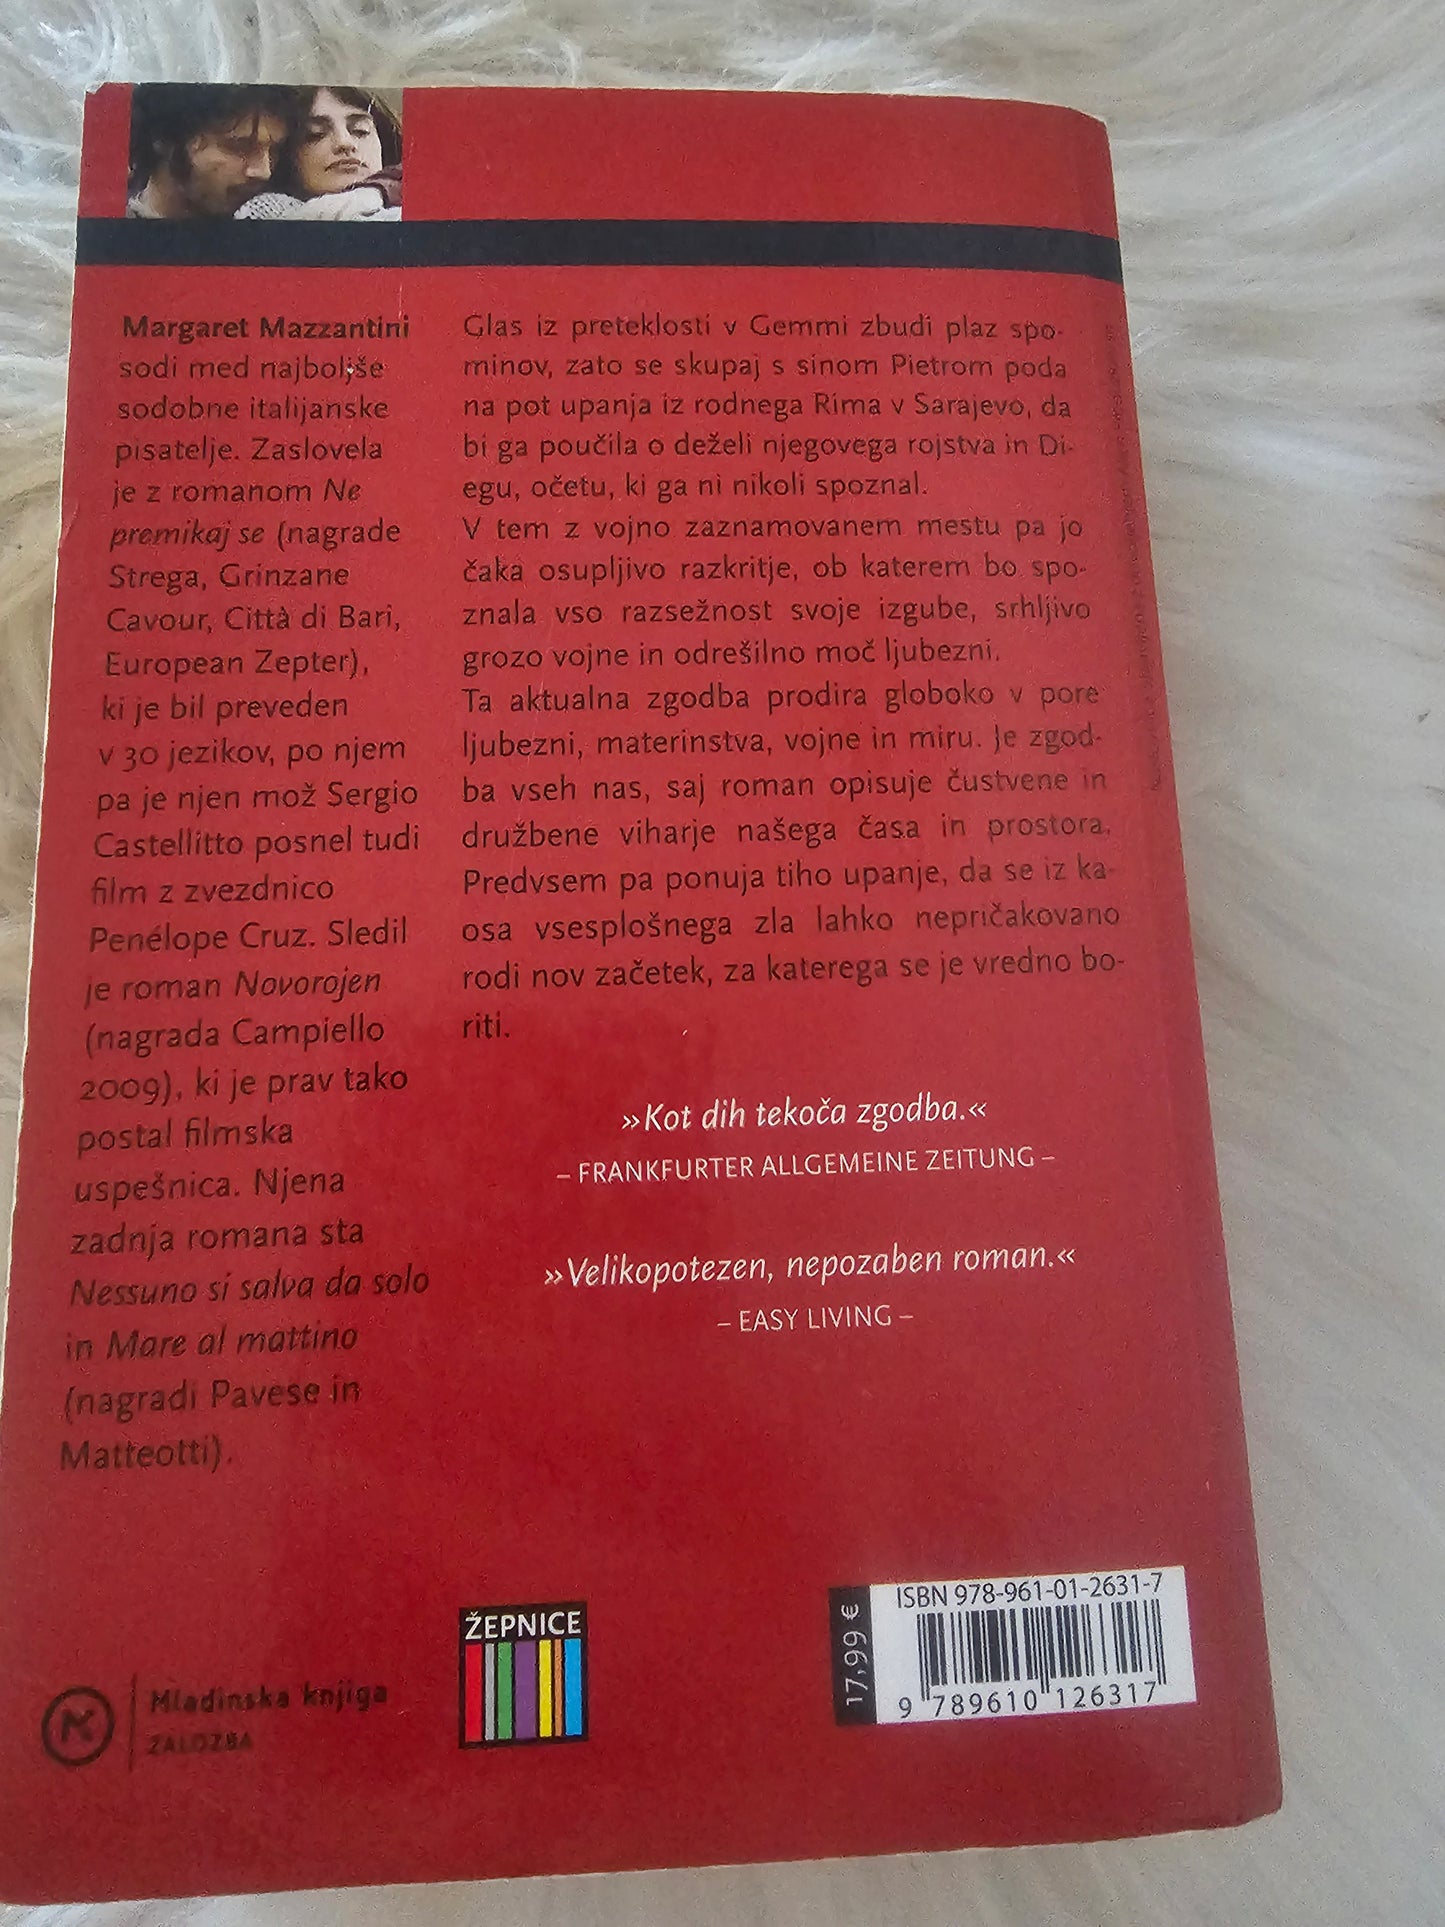 Margaret Mazzantini
sodi med najboljše
sodobne italijanske
pisatelje. Zaslovela
je z romanom Ne
premikaj se (nagrade
Strega, Grinzane
Cavour, Città di Bari,
European Zepter),
ki je bil preveden
v 30 jezikov, po njem
pa je njen mož Sergio
Castellitto posnel tudi
film z zvezdnico
Penélope Cruz. Sledil
je roman Novorojen
(nagrada Campiello
2009), ki je prav tako
postal filmska
uspešnica. Njena
zadnja romana sta
Nessuno si salva da solo
in Mare al mattino
(nagradi Pavese in
Matteotti).
Glas iz preteklosti v Gemmi zbudi plaz spo-
minov, zato se skupaj s sinom Pietrom poda
na pot upanja iz rodnega Rima v Sarajevo, da
bi ga poučila o deželi njegovega rojstva in Di-
egu, očetu, ki ga ni nikoli spoznal.
V tem z vojno zaznamovanem mestu pa jo
čaka osupljivo razkritje, ob katerem bo spo-
znala vso razsežnost svoje izgube, srhljivo
grozo vojne in odrešilno moč ljubezni.
Ta aktualna zgodba prodira globoko v pore
ljubezni, materinstva, vojne in miru. Je zgod-
ba vseh nas, saj roman opisuje čustvene in
družbene viharje našega časa in prostora.
Predvsem pa ponuja tiho upanje, da se iz ka-
osa vsesplošnega zla lahko nepričakovano
rodi nov začetek, za katerega se je vredno bo-
riti.
»Kot dih tekoča zgodba.«
– FRANKFURTER ALLGEMEINE ZEITUNG –
»Velikopotezen, nepozaben roman.«
– EASY LIVING –
Mladinska knjiga
ZALOŽBA
ŽEPNICE
17,99 €
ISBN 978-961-01-2631-7
9 789610 126317